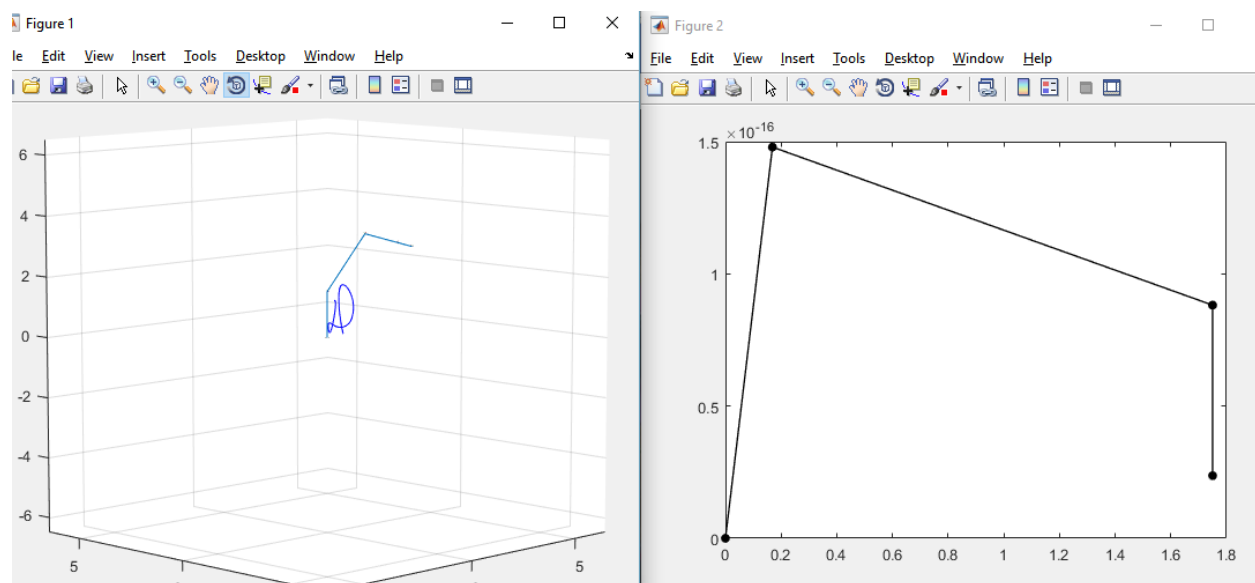 Figure 1
le Edit View Insert Tools Desktop Window Help
6
4
2
0
-2
-4
-6
5
5
Figure 2
File Edit View Insert Tools Desktop Window Help
×10-16
1.5
1
0.5
0
0 0.2 0.4 0.6 0.8 1 1.2 1.4 1.6 1.8